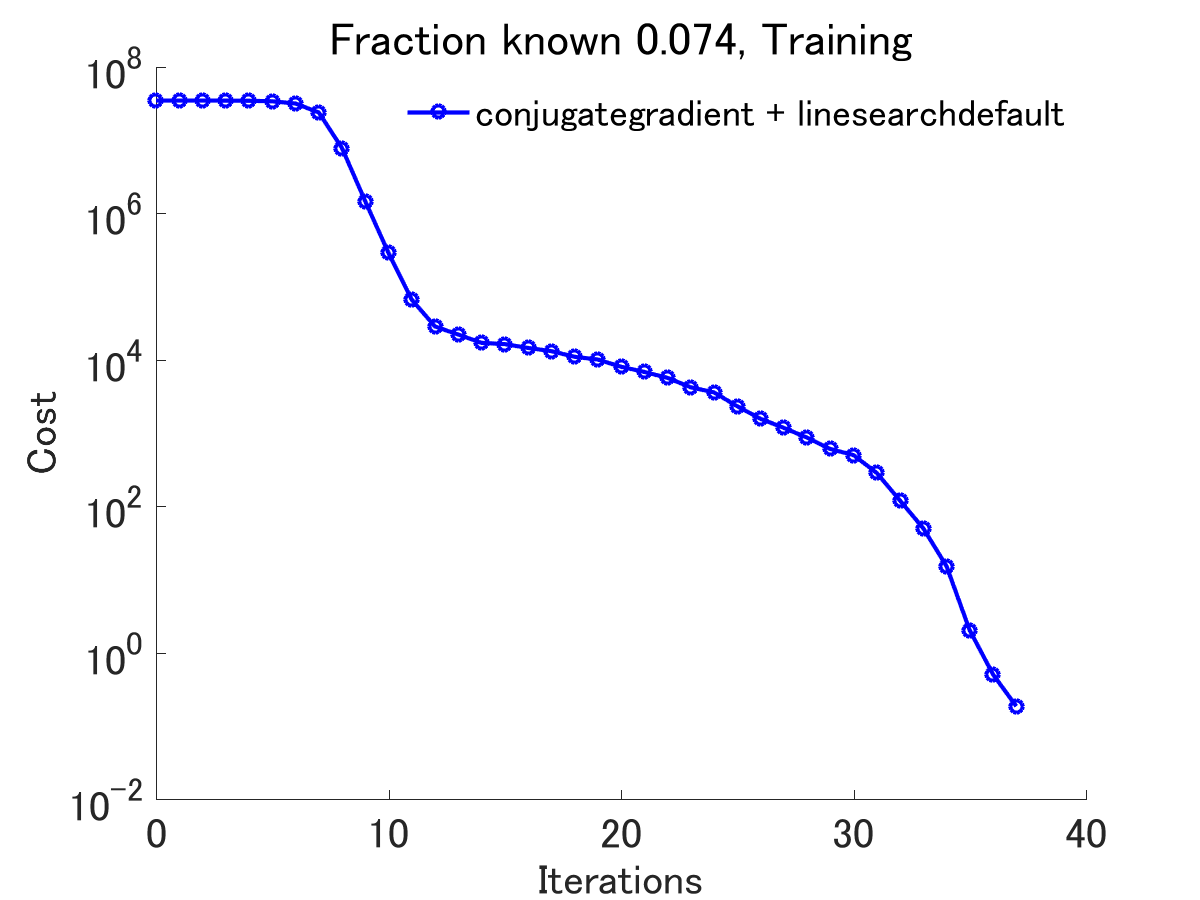 Fraction known 0.074, Training
conjugategradient + linesearchdefault
10^8
10^6
10^4
10^2
10^0
10^-2
Cost
0 10 20 30 40
Iterations